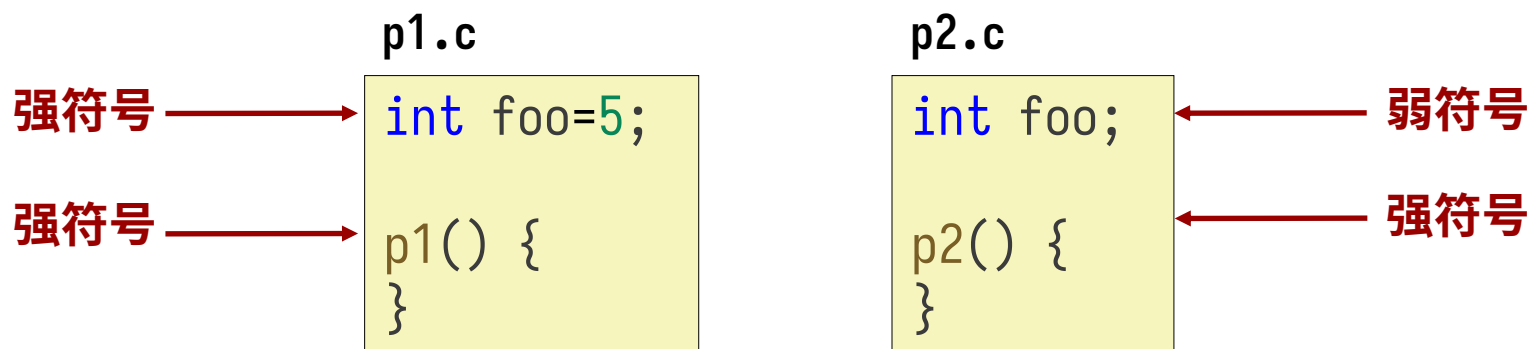 p1.c
强符号
int foo=5;
强符号
p1() {
}
p2.c
int foo;
弱符号
p2() {
强符号
}